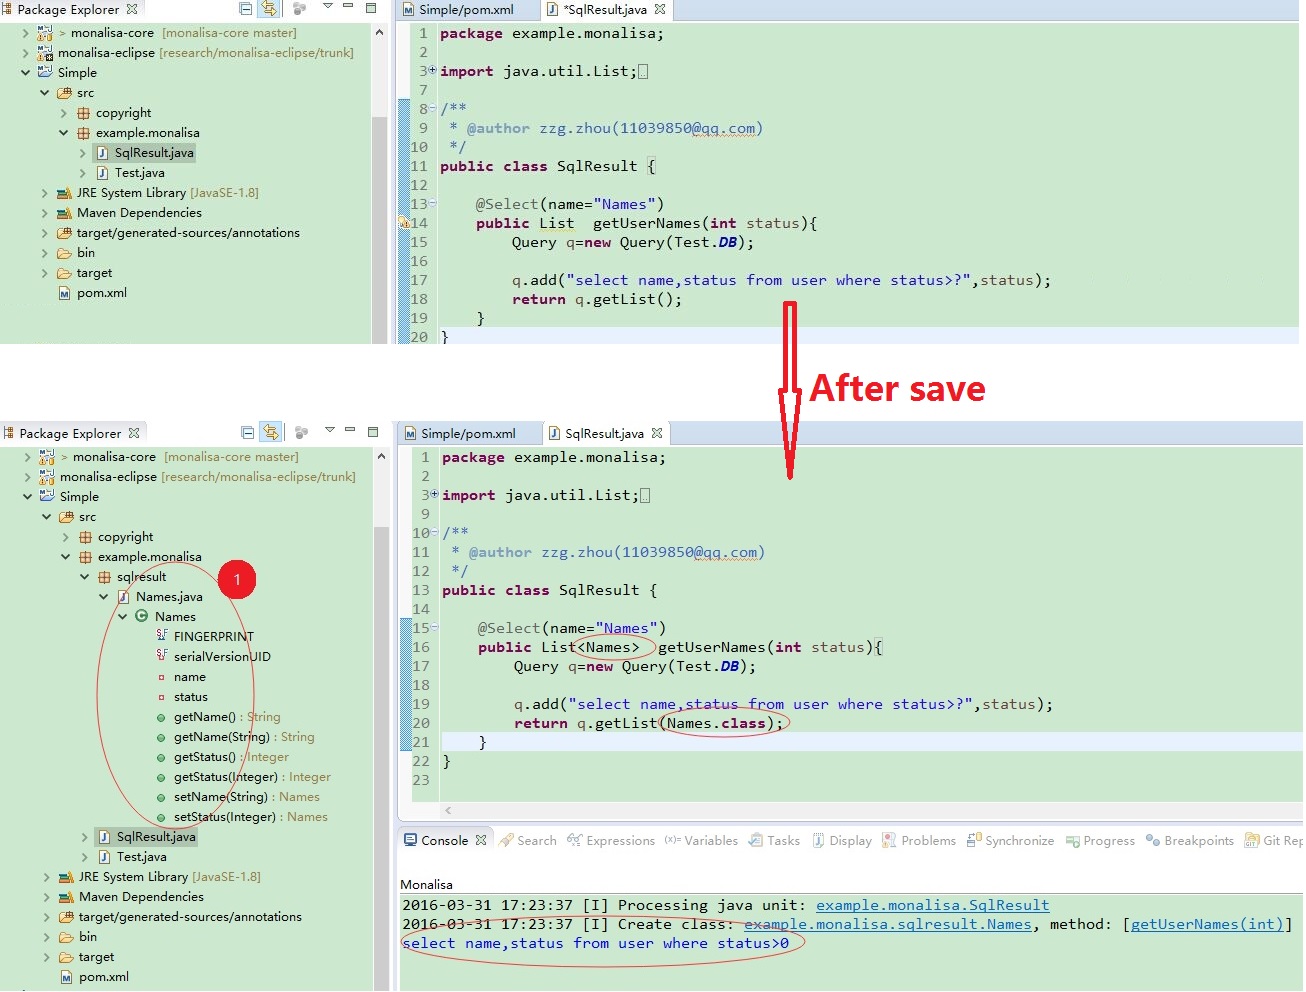 Package Explorer
> monalisa-core [monalisa-core master]
monalisa-eclipse [research/monalisa-eclipse/trunk]
Simple
src
copyright
example.monalisa
SqlResult.java
Test.java
JRE System Library [JavaSE-1.8]
Maven Dependencies
target/generated-sources/annotations
bin
target
pom.xml
Simple/pom.xml
*SqlResult.java
1 package example.monalisa;
2
3 import java.util.List;
7
8 /**
9 * @author zzg.zhou(11039850@qq.com)
10 */
11 public class SqlResult {
12
13 @Select(name="Names")
14 public List getUserNames(int status){
15 Query q=new Query(Test.DB);
16
17 q.add("select name,status from user where status>?",status);
18 return q.getList();
19 }
20 }
After save
Package Explorer
> monalisa-core [monalisa-core master]
monalisa-eclipse [research/monalisa-eclipse/trunk]
Simple
src
copyright
example.monalisa
sqlresult
1
Names.java
Names
FINGERPRINT
serialVersionUID
name
status
getName() : String
getName(String) : String
getStatus() : Integer
getStatus(Integer) : Integer
setName(String) : Names
setStatus(Integer) : Names
SqlResult.java
Test.java
JRE System Library [JavaSE-1.8]
Maven Dependencies
target/generated-sources/annotations
bin
target
pom.xml
Simple/pom.xml
SqlResult.java
1 package example.monalisa;
2
3 import java.util.List;
9
10 /**
11 * @author zzg.zhou(11039850@qq.com)
12 */
13 public class SqlResult {
14
15 @Select(name="Names")
16 public List<Names> getUserNames(int status){
17 Query q=new Query(Test.DB);
18
19 q.add("select name,status from user where status>?",status);
20 return q.getList(Names.class);
21 }
22 }
23
Console
Search
Expressions
(x)= Variables
Tasks
Display
Problems
Synchronize
Progress
Breakpoints
Git Rep
Monalisa
2016-03-31 17:23:37 [I] Processing java unit: example.monalisa.SqlResult
2016-03-31 17:23:37 [I] Create class: example.monalisa.sqlresult.Names, method: [getUserNames(int)]
select name,status from user where status>0